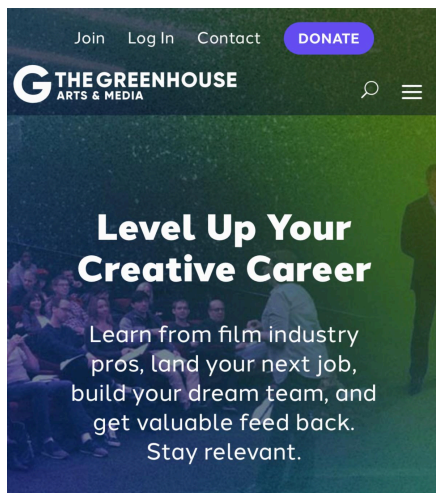 Join Log In Contact DONATE
G THE GREENHOUSE
ARTS & MEDIA
Level Up Your
Creative Career
Learn from film industry
pros, land your next job,
build your dream team, and
get valuable feed back.
Stay relevant.